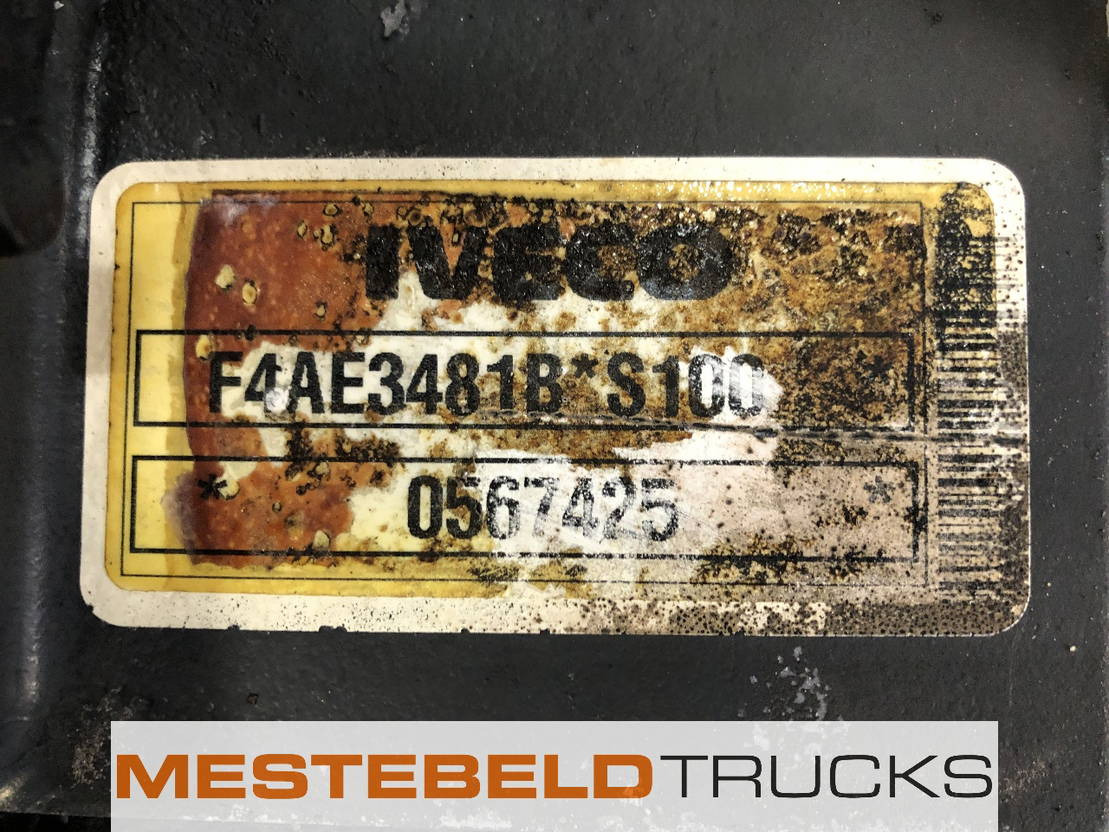 IVECO
F4AE3481B*S100 *
* 0567425 *
MESTEBELDTRUCKS